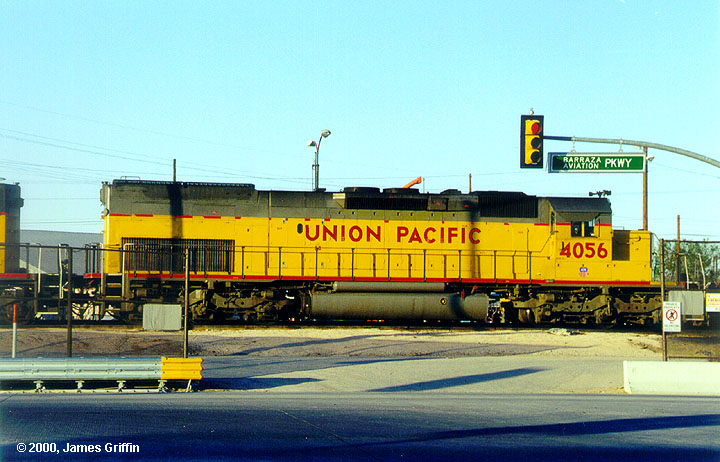 BARRAZA
AVIATION PKWY
UNION PACIFIC
4056
© 2000, James Griffin